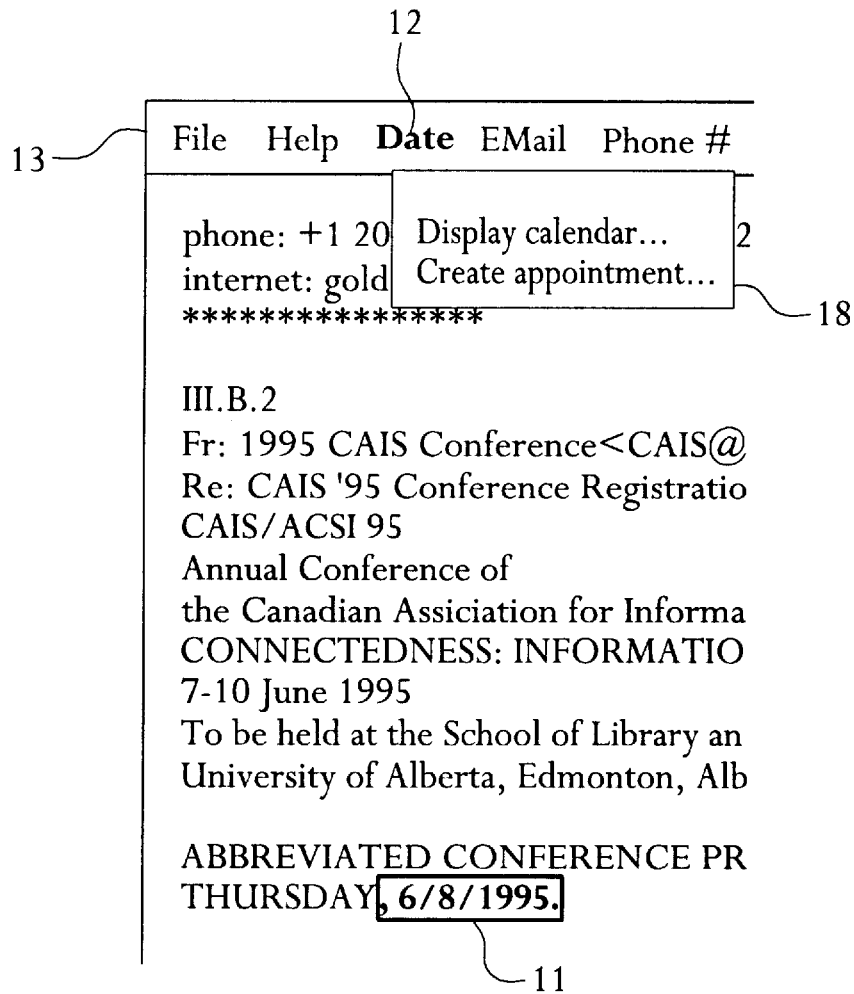 12
13
File Help Date EMail Phone #
phone: +1 20 Display calendar... 2
internet: gold Create appointment...
18
****************
III.B.2
Fr: 1995 CAIS Conference<CAIS@
Re: CAIS '95 Conference Registratio
CAIS/ACSI 95
Annual Conference of
the Canadian Assiciation for Informa
CONNECTEDNESS: INFORMATIO
7-10 June 1995
To be held at the School of Library an
University of Alberta, Edmonton, Alb
ABBREVIATED CONFERENCE PR
THURSDAY, 6/8/1995.
11